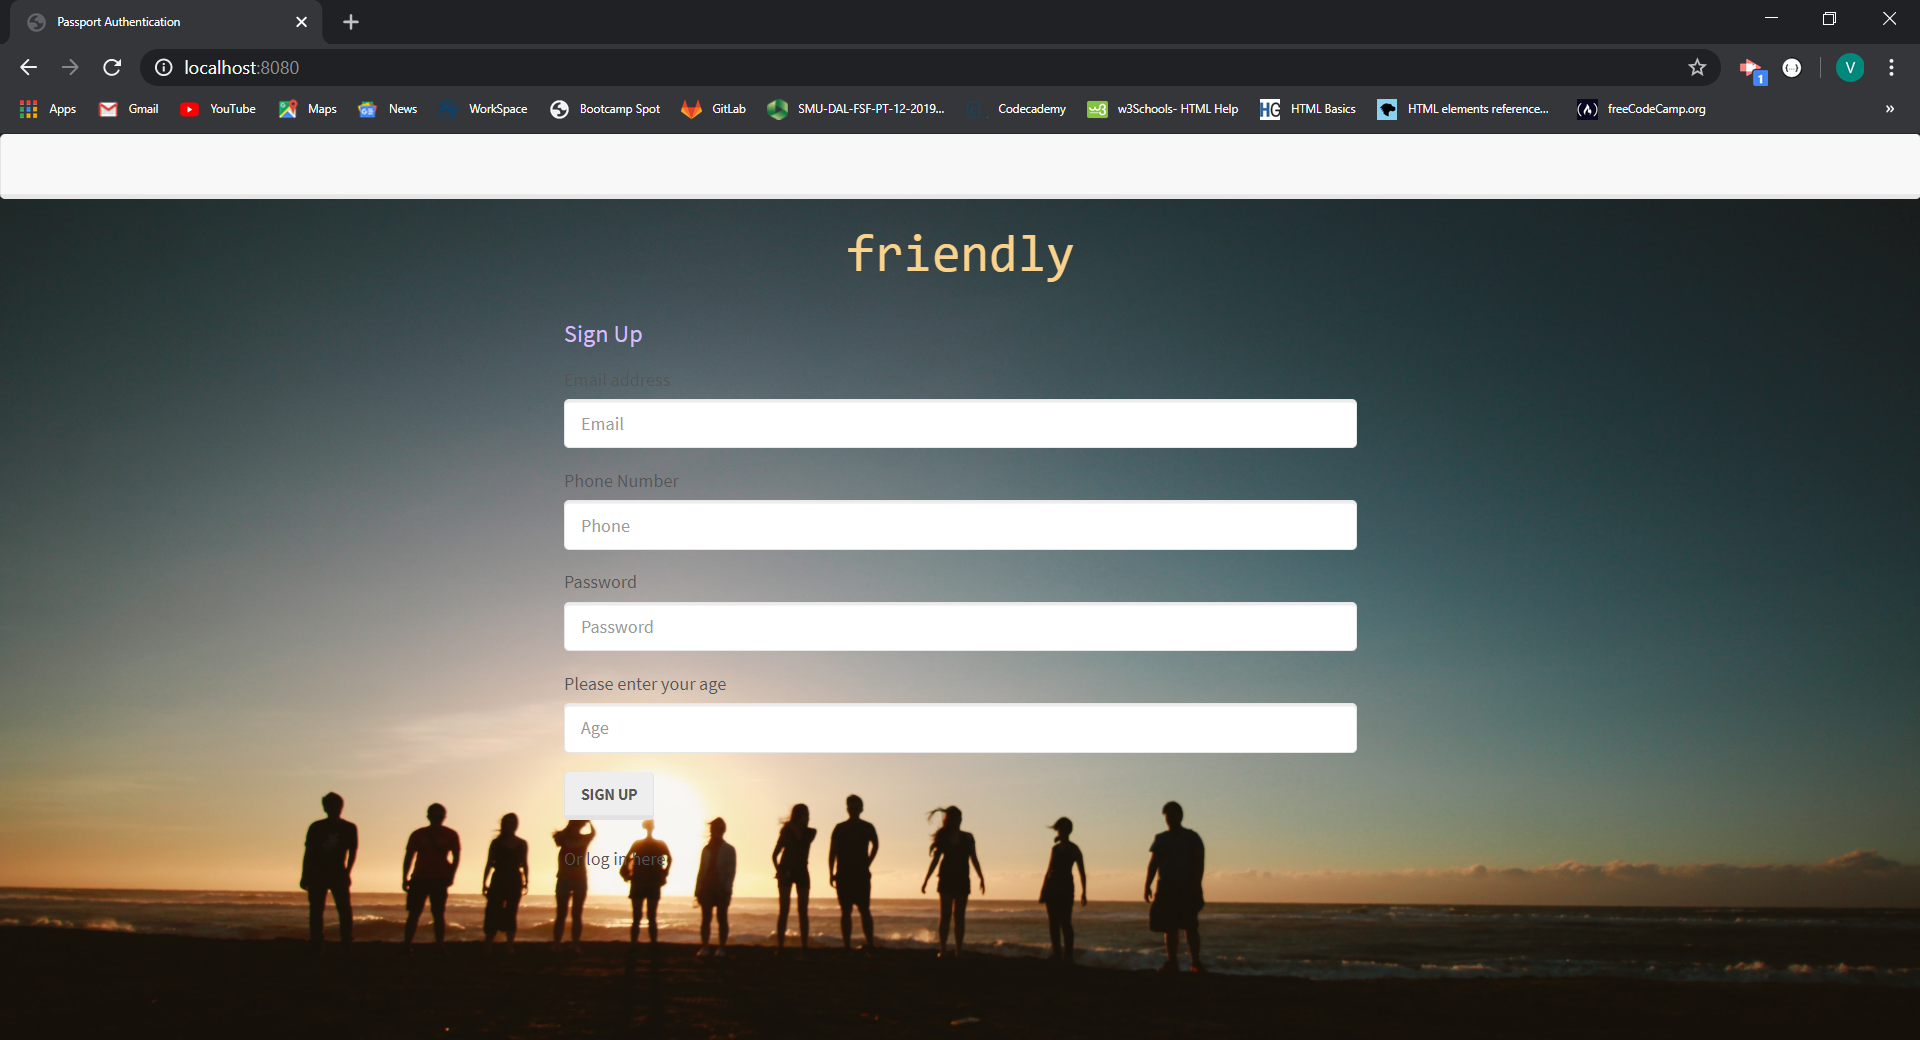 Passport Authentication
localhost:8080
Apps Gmail YouTube Maps News WorkSpace Bootcamp Spot GitLab SMU-DAL-FSF-PT-12-2019... Codecademy w3Schools- HTML Help HTML Basics HTML elements reference... freeCodeCamp.org »
1
V
friendly
Sign Up
Email address
Email
Phone Number
Phone
Password
Password
Please enter your age
Age
SIGN UP
Or log in here